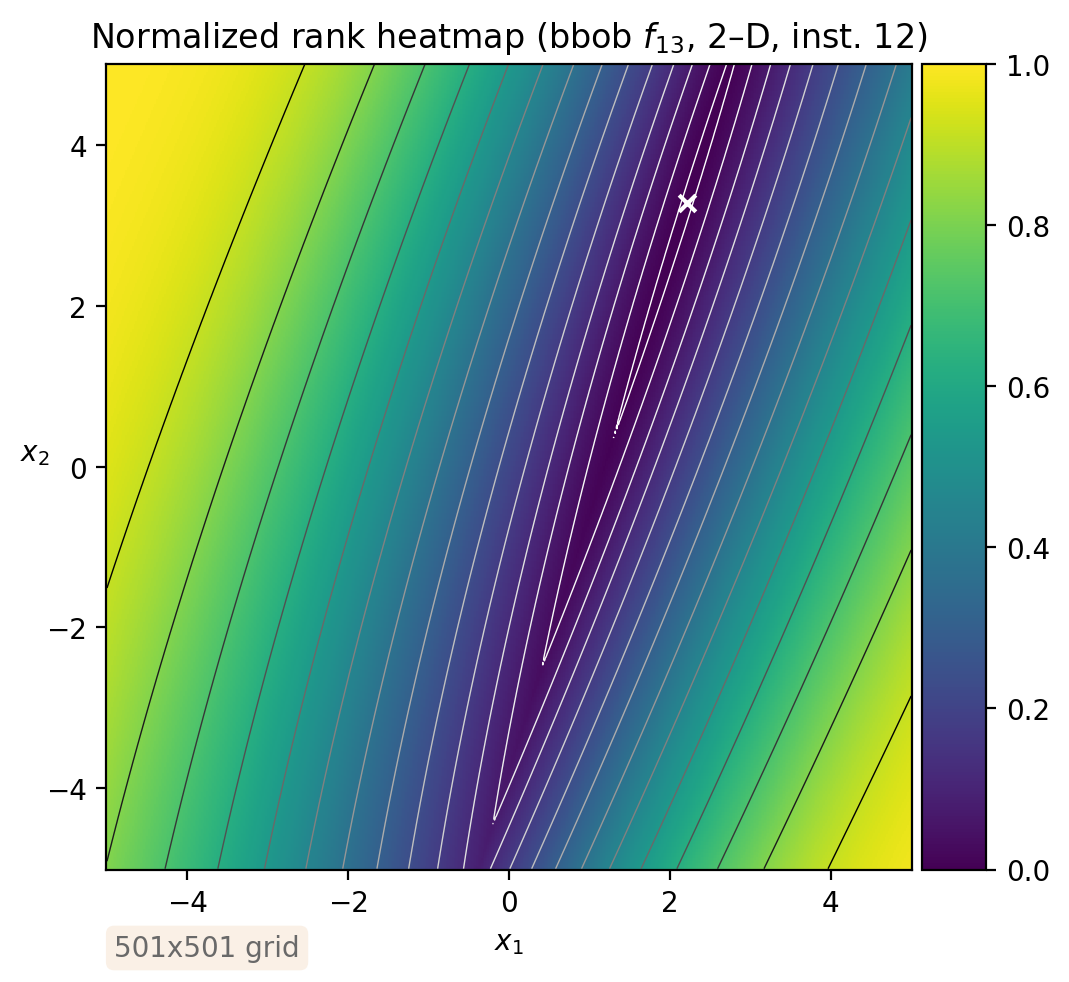 Normalized rank heatmap (bbob f13, 2–D, inst. 12)
1.0
0.8
0.6
0.4
0.2
0.0
4
2
0
−2
−4
x2
−4 −2 0 2 4
x1
501x501 grid